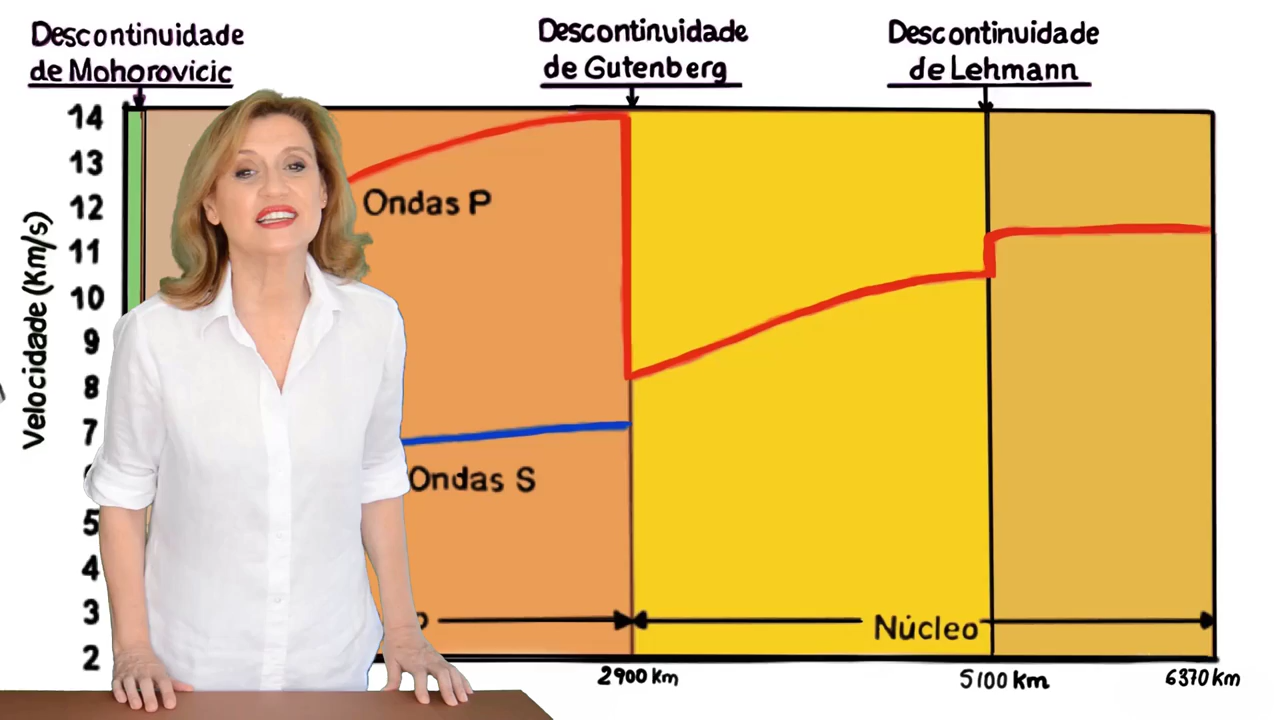 Descontinuidade
de Mohorovicic
Descontinuidade
de Gutenberg
Descontinuidade
de Lehmann
Velocidade (Km/s)
14
13
12
11
10
9
8
7
5
4
3
2
Ondas P
Ondas S
Núcleo
2900 km
5100 km
6370 km